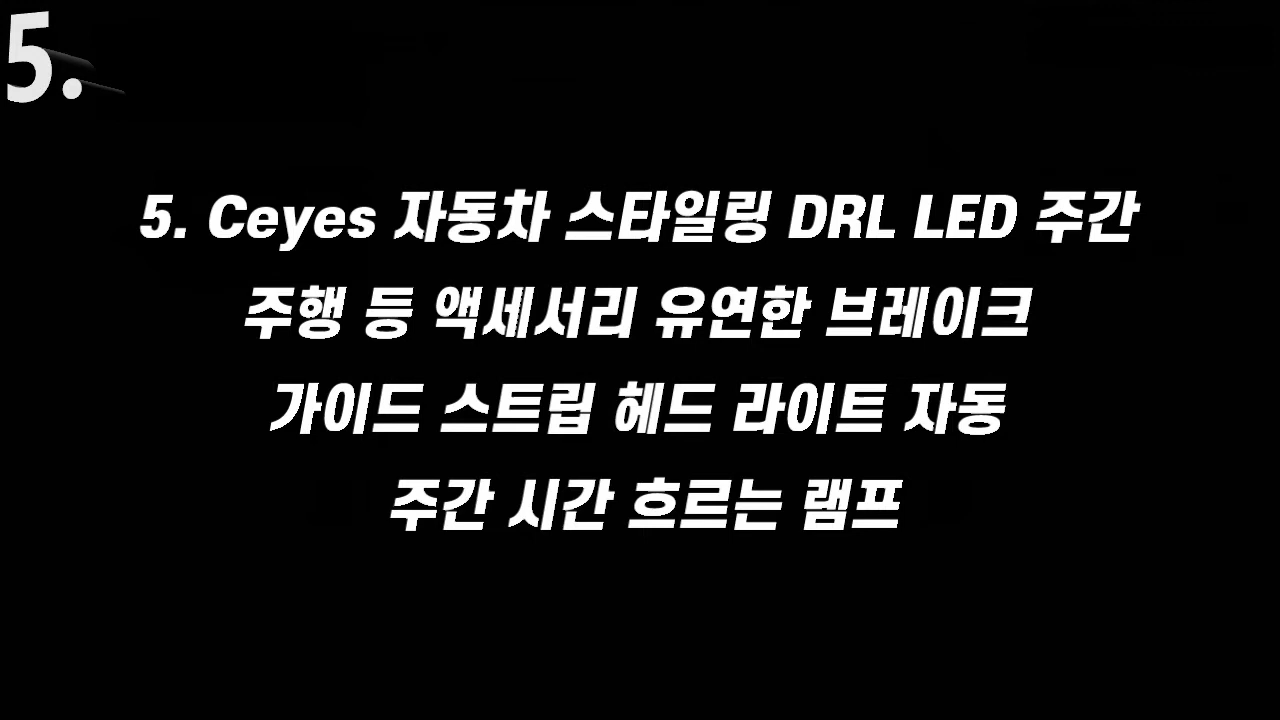 5.
5. Ceyes 자동차 스타일링 DRL LED 주간
주행 등 액세서리 유연한 브레이크
가이드 스트립 헤드 라이트 자동
주간 시간 흐르는 램프